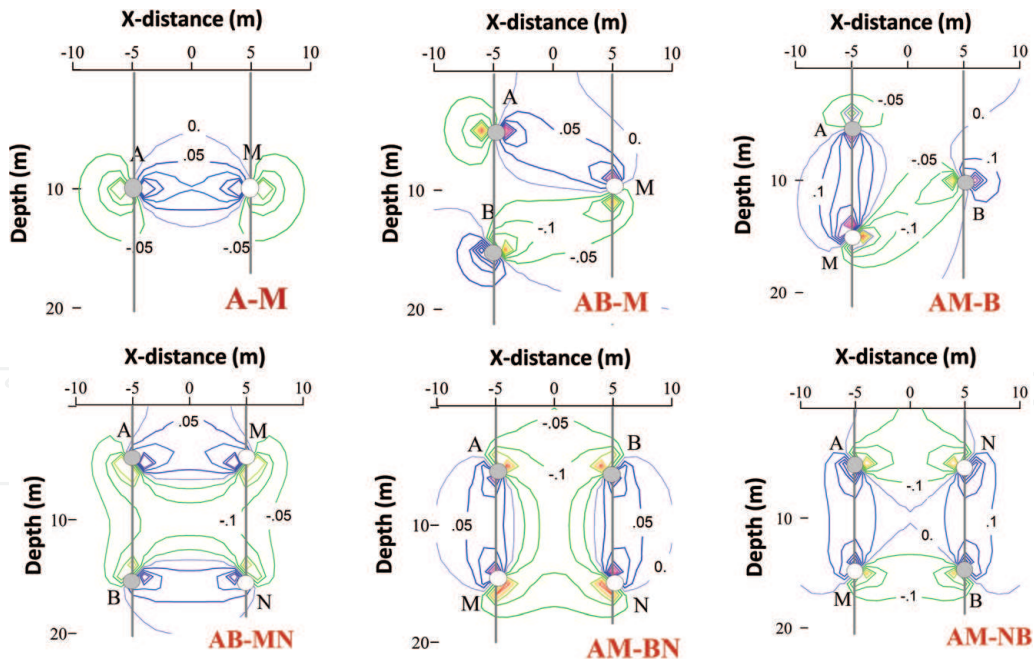 X-distance (m)
-10 -5 0 5 10
Depth (m)
10
20
0.
.05
A M
-.05 -.05
A-M
X-distance (m)
-10 -5 0 5 10
Depth (m)
10
20
A
.05 0.
M
B
-.1 -.05
AB-M
X-distance (m)
-10 -5 0 5 10
Depth (m)
10
20
-.05
A
-.05 .1
.1
B
-.1
M
AM-B
X-distance (m)
-10 -5 0 5 10
Depth (m)
10
20
.05
A M
-.1 -.05
B N
AB-MN
X-distance (m)
-10 -5 0 5 10
Depth (m)
10
20
-.05
A B
-.1
.05 .05
0.
M N
AM-BN
X-distance (m)
-10 -5 0 5 10
Depth (m)
10
20
A N
-.1
.1
0.
M B
-.1
AM-NB